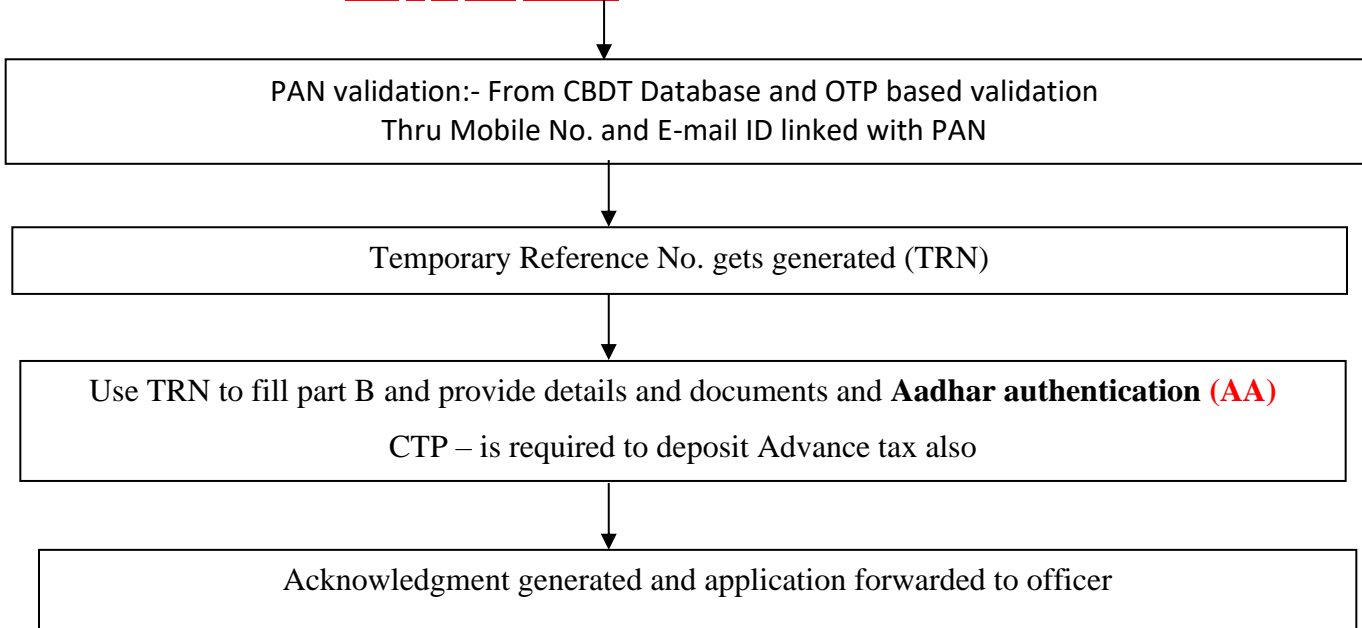 PAN validation:- From CBDT Database and OTP based validation
Thru Mobile No. and E-mail ID linked with PAN
Temporary Reference No. gets generated (TRN)
Use TRN to fill part B and provide details and documents and Aadhar authentication (AA)
CTP – is required to deposit Advance tax also
Acknowledgment generated and application forwarded to officer